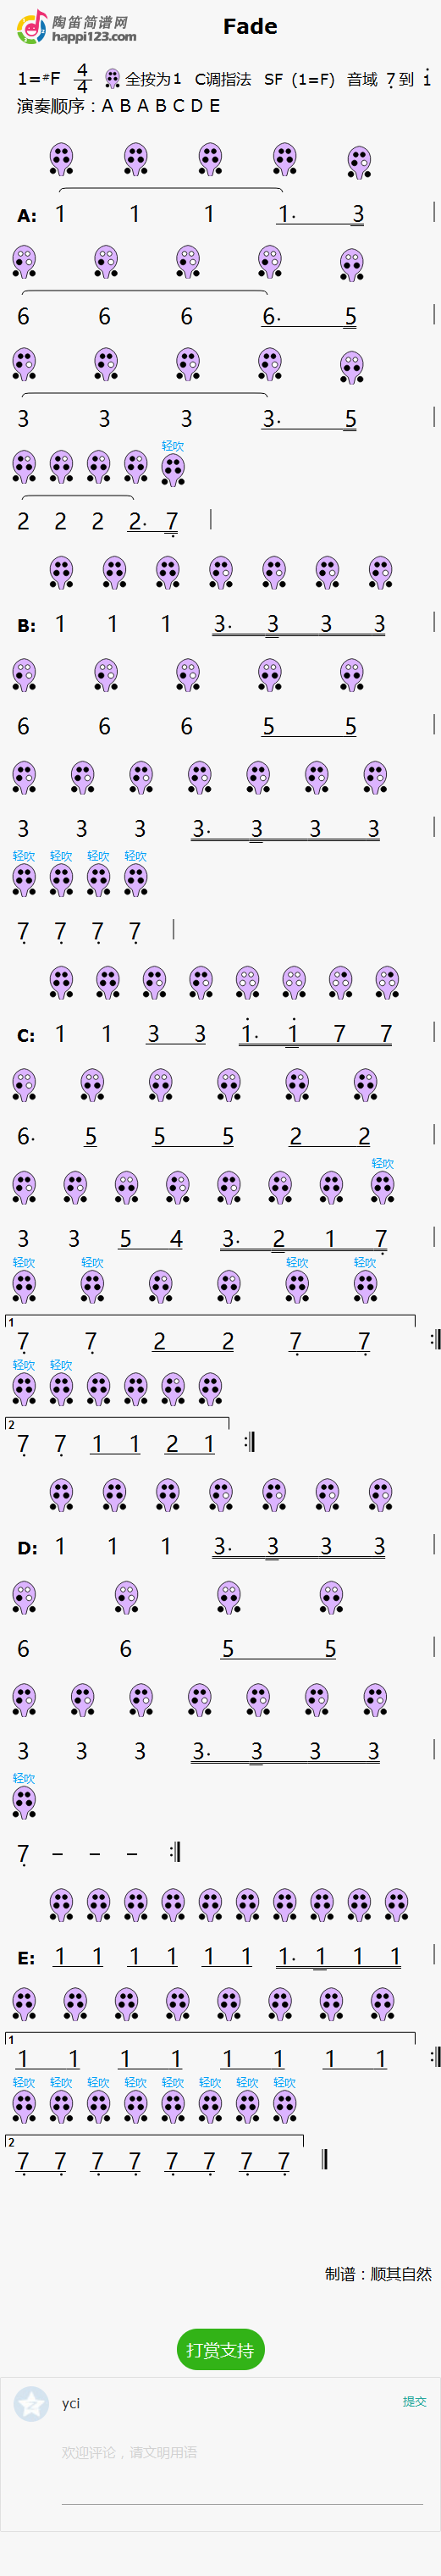 陶笛简谱网
happi123.com
Fade
1=#F 4/4 全按为1 C调指法 SF (1=F) 音域 7̣ 到 1̇
演奏顺序：A B A B C D E
A: 1 1 1 1· 3 |
6 6 6 6· 5 |
3 3 3 3· 5 |
轻吹
2 2 2 2· 7̣ |
B: 1 1 1 3· 3 3 3 |
6 6 6 5 5 |
3 3 3 3· 3 3 3 |
轻吹 轻吹 轻吹 轻吹
7̣ 7̣ 7̣ 7̣ |
C: 1 1 3 3 1̇· 1̇ 7 7 |
6· 5 5 5 2 2 |
轻吹
3 3 5 4 3· 2 1 7̣ |
轻吹 轻吹 轻吹 轻吹
1
7̣ 7̣ 2 2 7̣ 7̣ :|
轻吹 轻吹
2
7̣ 7̣ 1 1 2 1 :|
D: 1 1 1 3· 3 3 3 |
6 6 5 5 |
3 3 3 3· 3 3 3 |
轻吹
7̣ – – – :|
E: 1 1 1 1 1 1 1· 1 1 1 |
1
1 1 1 1 1 1 1 1 :|
轻吹 轻吹 轻吹 轻吹 轻吹 轻吹 轻吹 轻吹
2
7̣ 7̣ 7̣ 7̣ 7̣ 7̣ 7̣ 7̣ ‖
制谱：顺其自然
打赏支持
yci 提交
欢迎评论，请文明用语